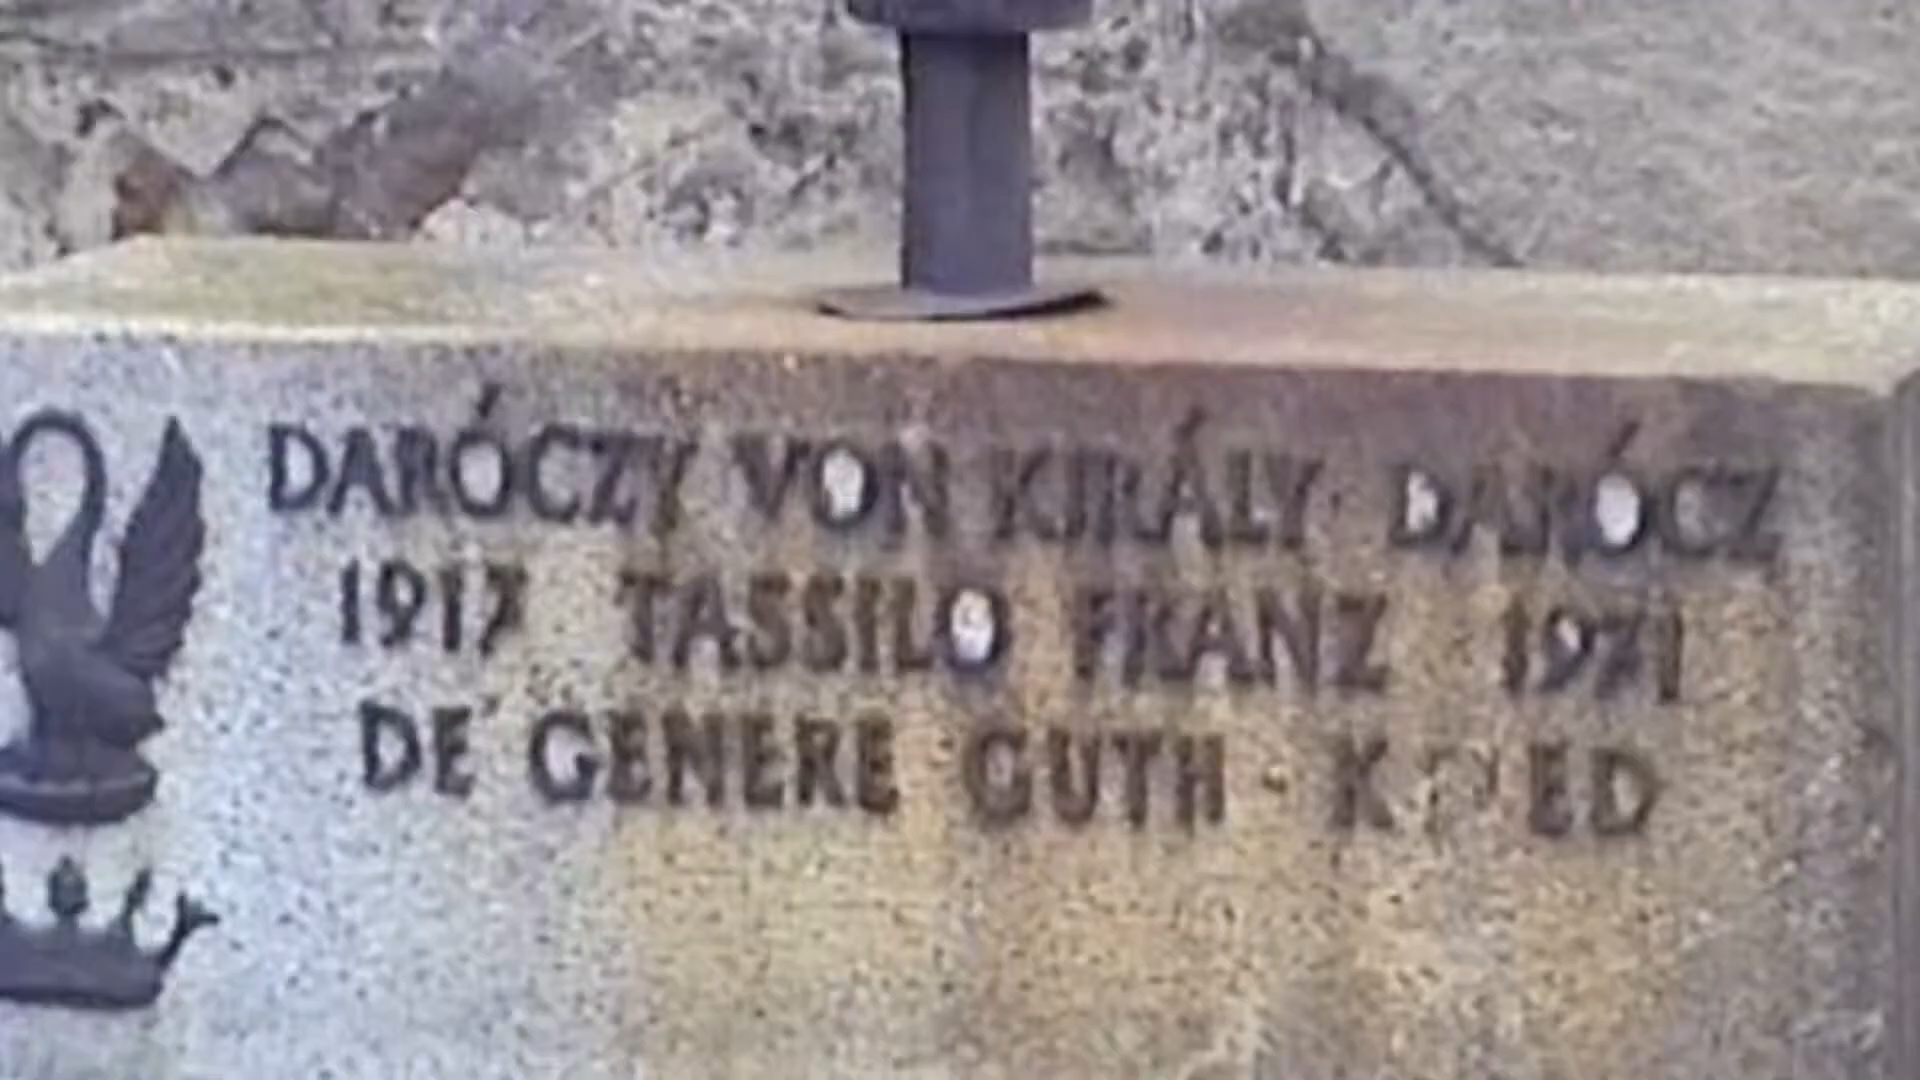 DARÓCZY VON KIRÁLY DARÓCZ
1917 TASSILO FRANZ 1971
DE GENERE GUTH ·